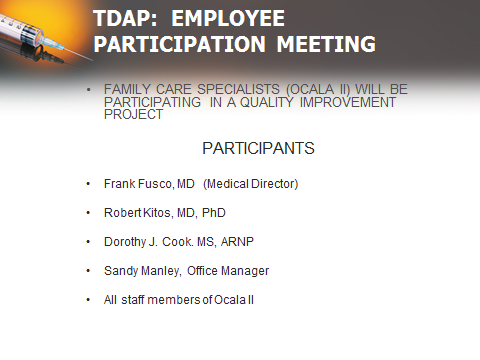 TDAP: EMPLOYEE
PARTICIPATION MEETING
• FAMILY CARE SPECIALISTS (OCALA II) WILL BE
PARTICIPATING IN A QUALITY IMPROVEMENT
PROJECT
PARTICIPANTS
• Frank Fusco, MD (Medical Director)
• Robert Kitos, MD, PhD
• Dorothy J. Cook. MS, ARNP
• Sandy Manley, Office Manager
• All staff members of Ocala II